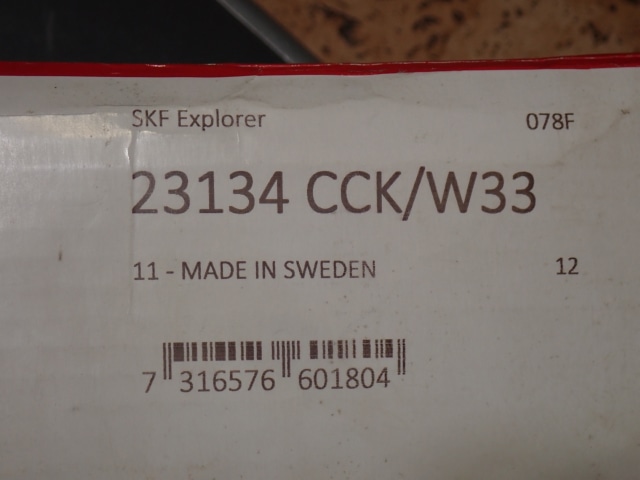 SKF Explorer 078F
23134 CCK/W33
11 - MADE IN SWEDEN 12
7 316576 601804